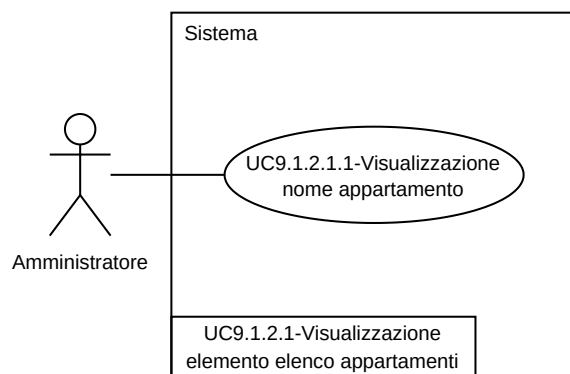 Sistema
UC9.1.2.1.1-Visualizzazione
nome appartamento
Amministratore
UC9.1.2.1-Visualizzazione
elemento elenco appartamenti